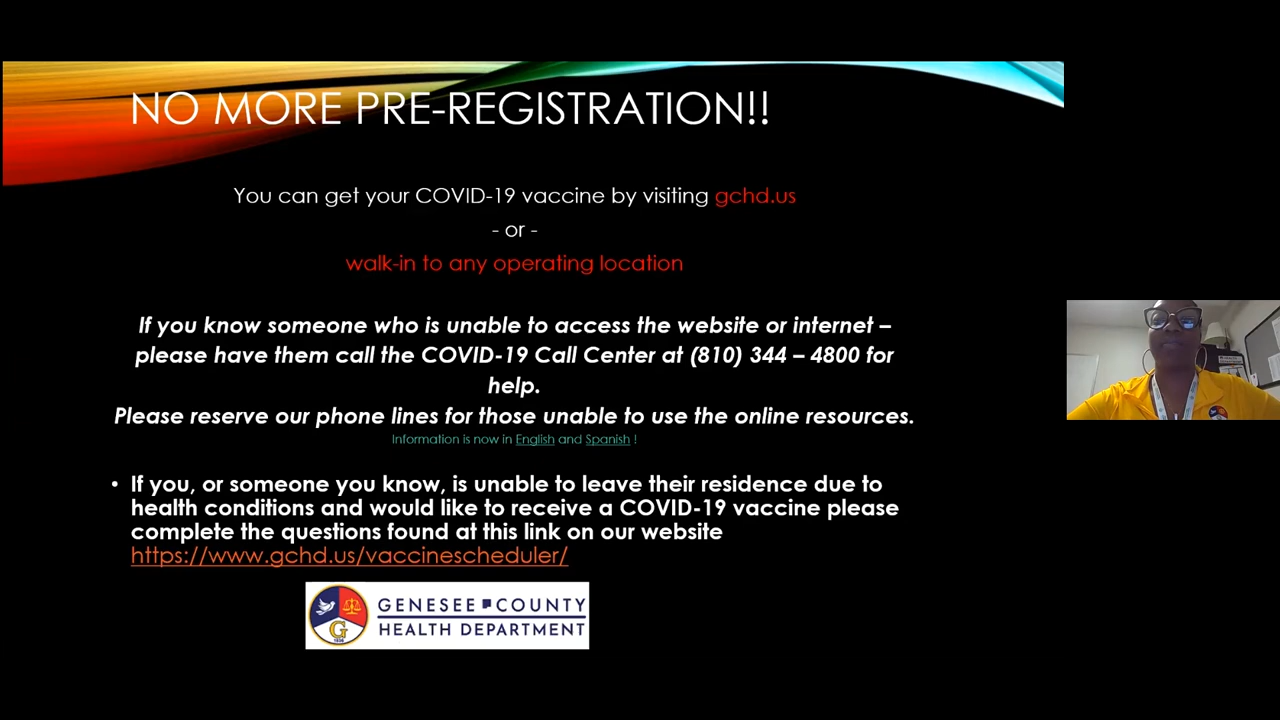 NO MORE PRE-REGISTRATION!!
You can get your COVID-19 vaccine by visiting gchd.us
- or -
walk-in to any operating location
If you know someone who is unable to access the website or internet –
please have them call the COVID-19 Call Center at (810) 344 – 4800 for
help.
Please reserve our phone lines for those unable to use the online resources.
Information is now in English and Spanish !
• If you, or someone you know, is unable to leave their residence due to
health conditions and would like to receive a COVID-19 vaccine please
complete the questions found at this link on our website
https://www.gchd.us/vaccinescheduler/
GENESEE COUNTY
HEALTH DEPARTMENT
G
1836